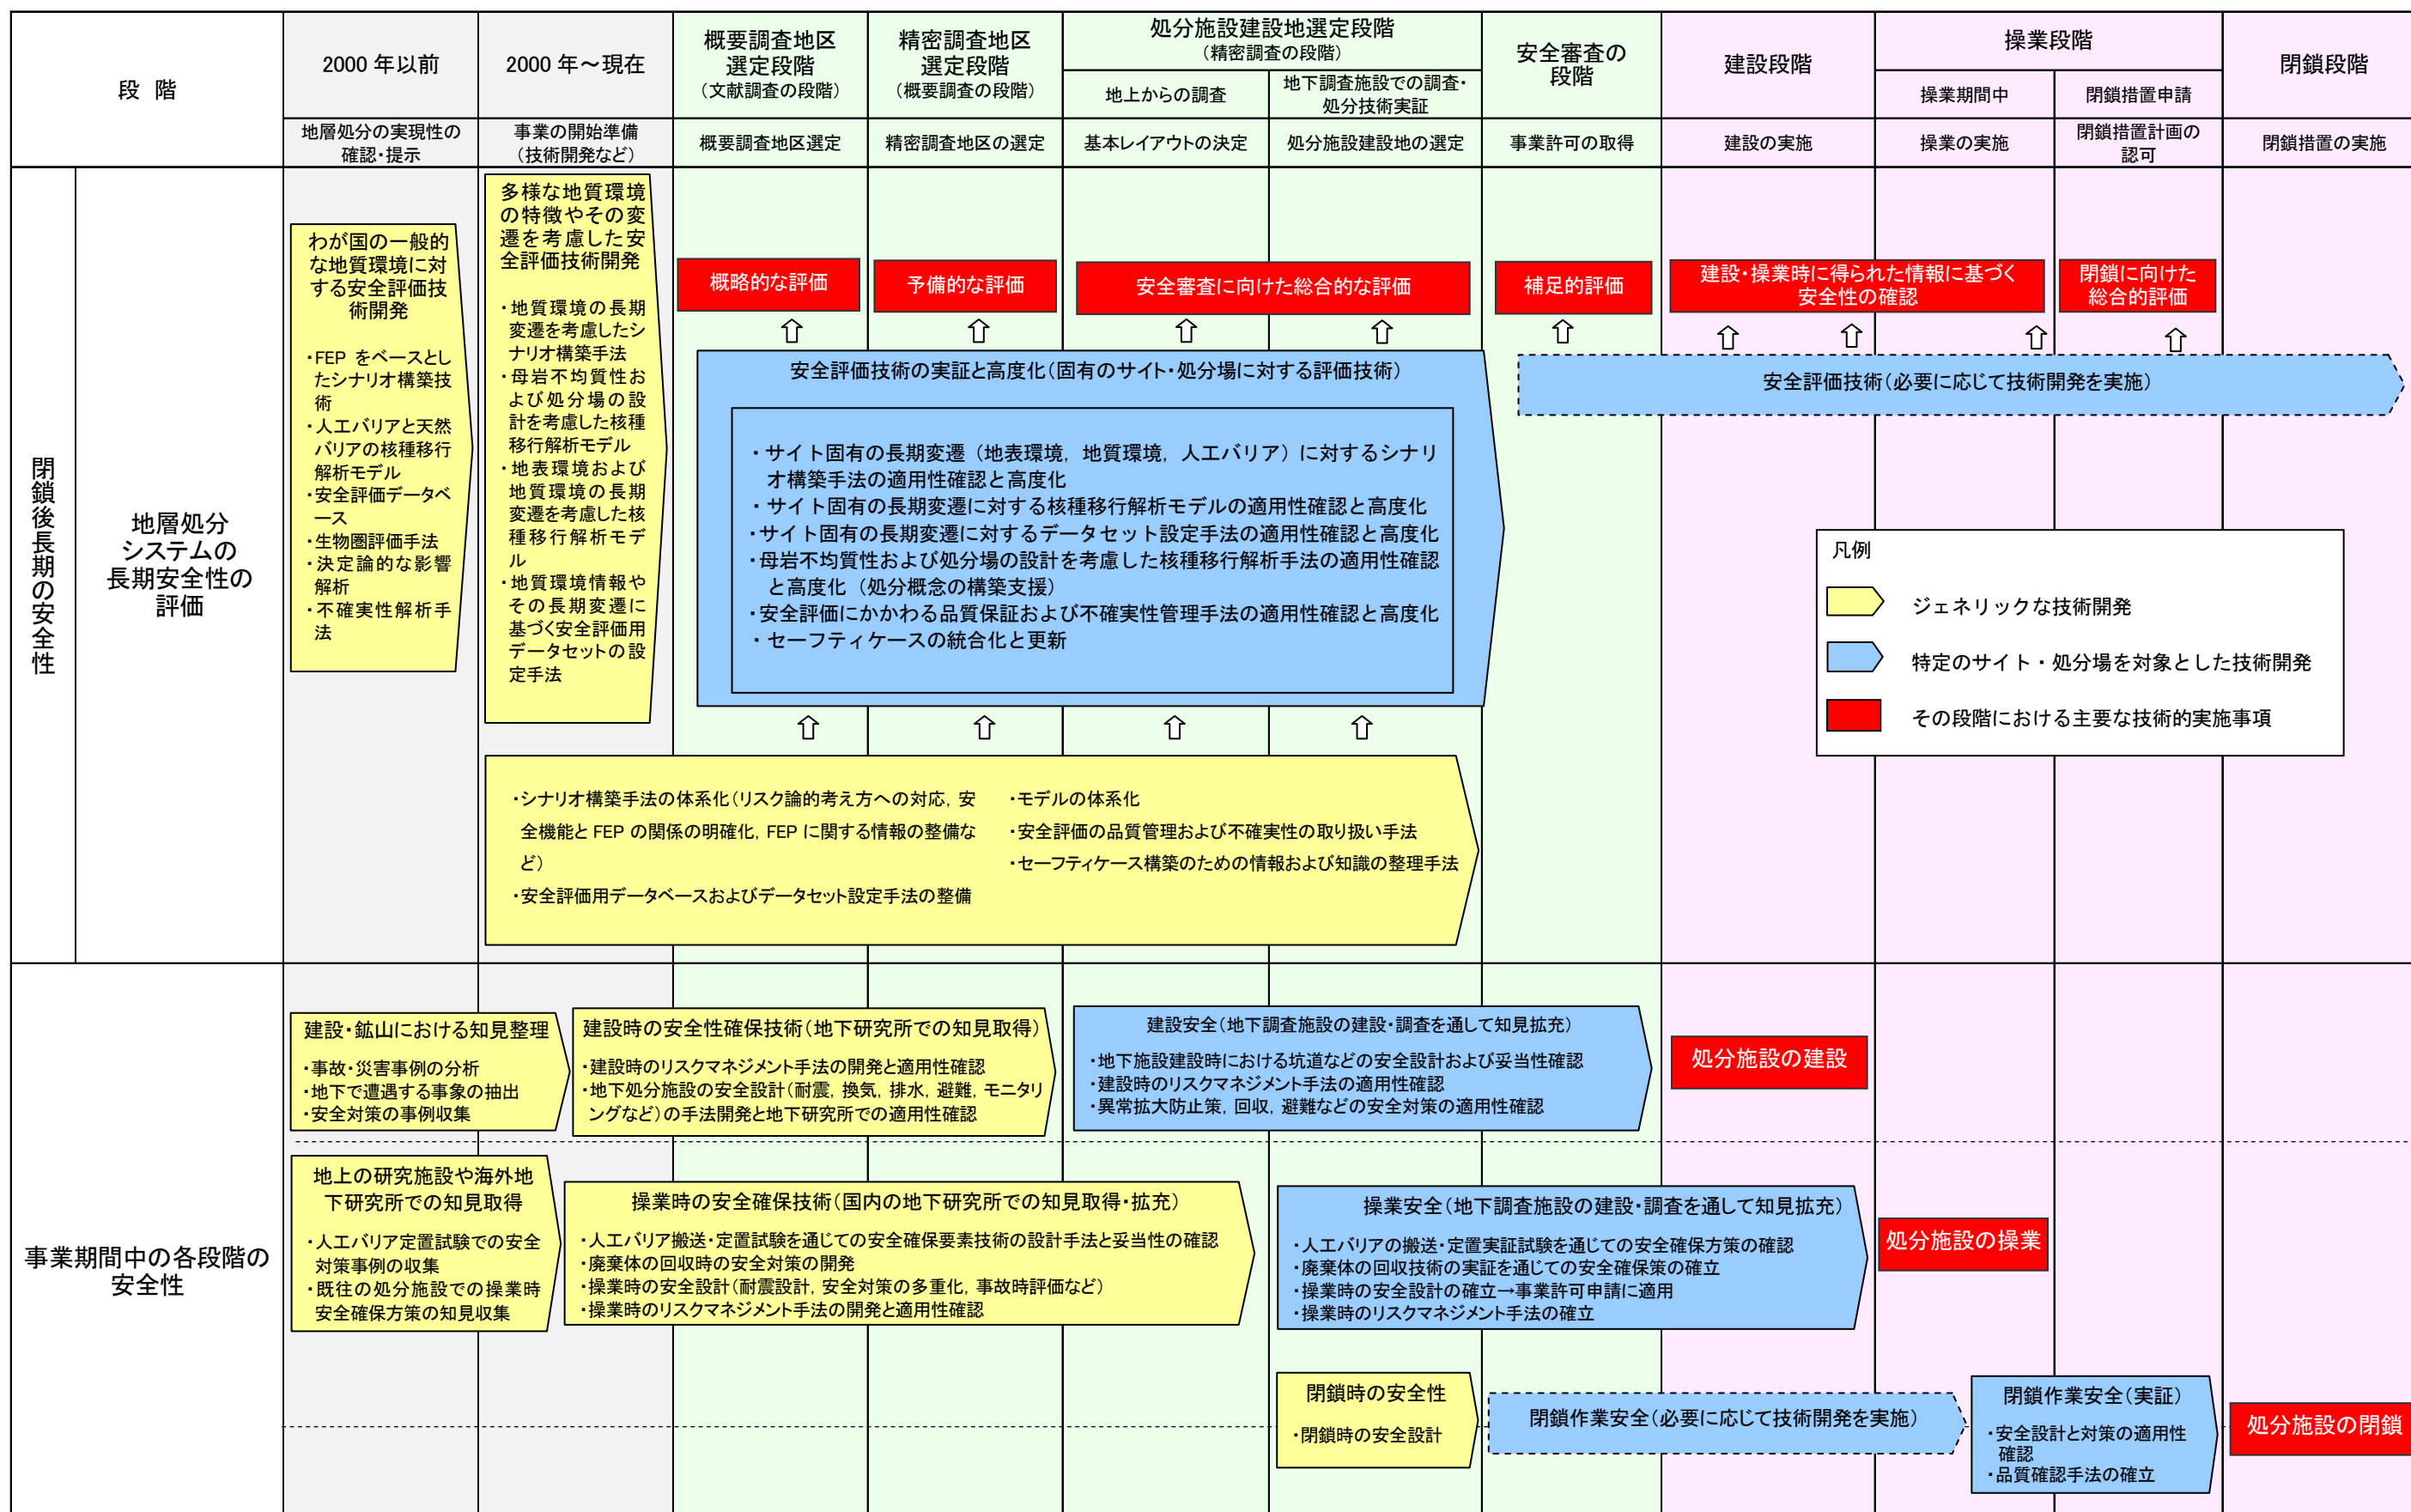 段 階
2000 年以前
2000 年～現在
概要調査地区
選定段階
（文献調査の段階）
精密調査地区
選定段階
（概要調査の段階）
処分施設建設地選定段階
（精密調査の段階）
地上からの調査
地下調査施設での調査・
処分技術実証
安全審査の
段階
建設段階
操業段階
操業期間中
閉鎖措置申請
閉鎖段階
地層処分の実現性の
確認・提示
事業の開始準備
（技術開発など）
概要調査地区選定
精密調査地区の選定
基本レイアウトの決定
処分施設建設地の選定
事業許可の取得
建設の実施
操業の実施
閉鎖措置計画の
認可
閉鎖措置の実施
閉鎖後長期の安全性
地層処分
システムの
長期安全性の
評価
わが国の一般的
な地質環境に対
する安全評価技
術開発
・FEP をベースとし
たシナリオ構築技
術
・人工バリアと天然
バリアの核種移行
解析モデル
・安全評価データベ
ース
・生物圏評価手法
・決定論的な影響
解析
・不確実性解析手
法
多様な地質環境
の特徴やその変
遷を考慮した安
全評価技術開発
・地質環境の長期
変遷を考慮したシ
ナリオ構築手法
・母岩不均質性お
よび処分場の設
計を考慮した核種
移行解析モデル
・地表環境および
地質環境の長期
変遷を考慮した核
種移行解析モデ
ル
・地質環境情報や
その長期変遷に
基づく安全評価用
データセットの設
定手法
概略的な評価
予備的な評価
安全審査に向けた総合的な評価
補足的評価
建設・操業時に得られた情報に基づく
安全性の確認
閉鎖に向けた
総合的評価
安全評価技術の実証と高度化（固有のサイト・処分場に対する評価技術）
・サイト固有の長期変遷（地表環境，地質環境，人工バリア）に対するシナリ
オ構築手法の適用性確認と高度化
・サイト固有の長期変遷に対する核種移行解析モデルの適用性確認と高度化
・サイト固有の長期変遷に対するデータセット設定手法の適用性確認と高度化
・母岩不均質性および処分場の設計を考慮した核種移行解析手法の適用性確認
と高度化（処分概念の構築支援）
・安全評価にかかわる品質保証および不確実性管理手法の適用性確認と高度化
・セーフティケースの統合化と更新
安全評価技術（必要に応じて技術開発を実施）
凡例
ジェネリックな技術開発
特定のサイト・処分場を対象とした技術開発
その段階における主要な技術的実施事項
・シナリオ構築手法の体系化（リスク論的考え方への対応，安
全機能と FEP の関係の明確化，FEP に関する情報の整備な
ど）
・安全評価用データベースおよびデータセット設定手法の整備
・モデルの体系化
・安全評価の品質管理および不確実性の取り扱い手法
・セーフティケース構築のための情報および知識の整理手法
事業期間中の各段階の
安全性
建設・鉱山における知見整理
・事故・災害事例の分析
・地下で遭遇する事象の抽出
・安全対策の事例収集
建設時の安全性確保技術（地下研究所での知見取得）
・建設時のリスクマネジメント手法の開発と適用性確認
・地下処分施設の安全設計（耐震，換気，排水，避難，モニタリ
ングなど）の手法開発と地下研究所での適用性確認
建設安全（地下調査施設の建設・調査を通して知見拡充）
・地下施設建設時における坑道などの安全設計および妥当性確認
・建設時のリスクマネジメント手法の適用性確認
・異常拡大防止策，回収，避難などの安全対策の適用性確認
処分施設の建設
地上の研究施設や海外地
下研究所での知見取得
・人工バリア定置試験での安全
対策事例の収集
・既往の処分施設での操業時
安全確保方策の知見収集
操業時の安全確保技術（国内の地下研究所での知見取得・拡充）
・人工バリア搬送・定置試験を通じての安全確保要素技術の設計手法と妥当性の確認
・廃棄体の回収時の安全対策の開発
・操業時の安全設計（耐震設計，安全対策の多重化，事故時評価など）
・操業時のリスクマネジメント手法の開発と適用性確認
操業安全（地下調査施設の建設・調査を通して知見拡充）
・人工バリアの搬送・定置実証試験を通じての安全確保方策の確認
・廃棄体の回収技術の実証を通じての安全確保策の確立
・操業時の安全設計の確立→事業許可申請に適用
・操業時のリスクマネジメント手法の確立
処分施設の操業
閉鎖時の安全性
・閉鎖時の安全設計
閉鎖作業安全（必要に応じて技術開発を実施）
閉鎖作業安全（実証）
・安全設計と対策の適用性
確認
・品質確認手法の確立
処分施設の閉鎖